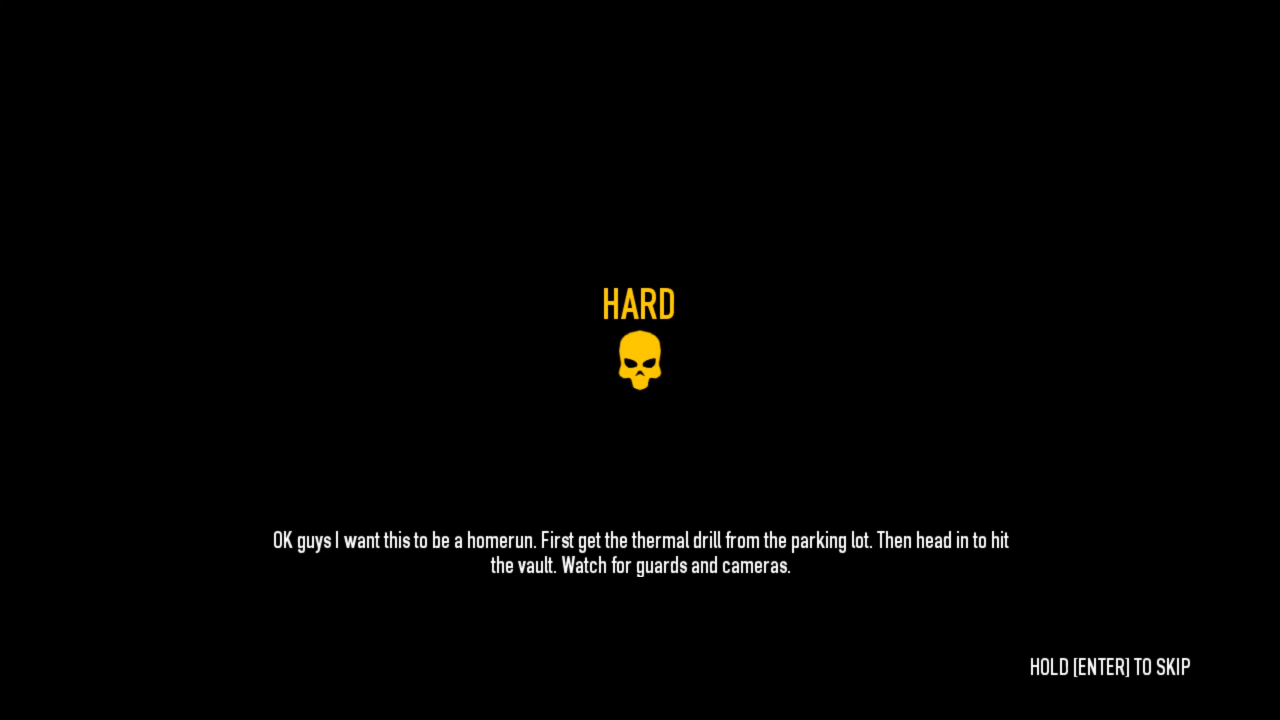 HARD
OK guys I want this to be a homerun. First get the thermal drill from the parking lot. Then head in to hit
the vault. Watch for guards and cameras.
HOLD [ENTER] TO SKIP